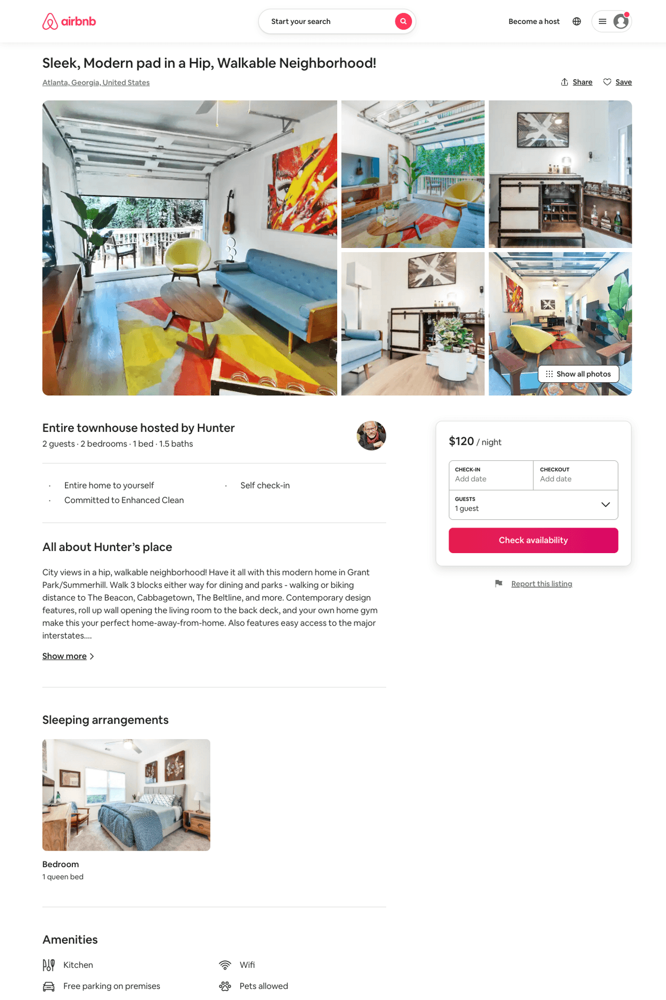 airbnb
Start your search
Become a host
Sleek, Modern pad in a Hip, Walkable Neighborhood!
Atlanta, Georgia, United States
Share
Save
Show all photos
Entire townhouse hosted by Hunter
2 guests · 2 bedrooms · 1 bed · 1.5 baths
· Entire home to yourself
· Self check-in
· Committed to Enhanced Clean
$120 / night
CHECK-IN
Add date
CHECKOUT
Add date
GUESTS
1 guest
Check availability
Report this listing
All about Hunter’s place
City views in a hip, walkable neighborhood! Have it all with this modern home in Grant
Park/Summerhill. Walk 3 blocks either way for dining and parks - walking or biking
distance to The Beacon, Cabbagetown, The Beltline, and more. Contemporary design
features, roll up wall opening the living room to the back deck, and your own home gym
make this your perfect home-away-from-home. Also features easy access to the major
interstates....
Show more
Sleeping arrangements
Bedroom
1 queen bed
Amenities
Kitchen
Wifi
Free parking on premises
Pets allowed